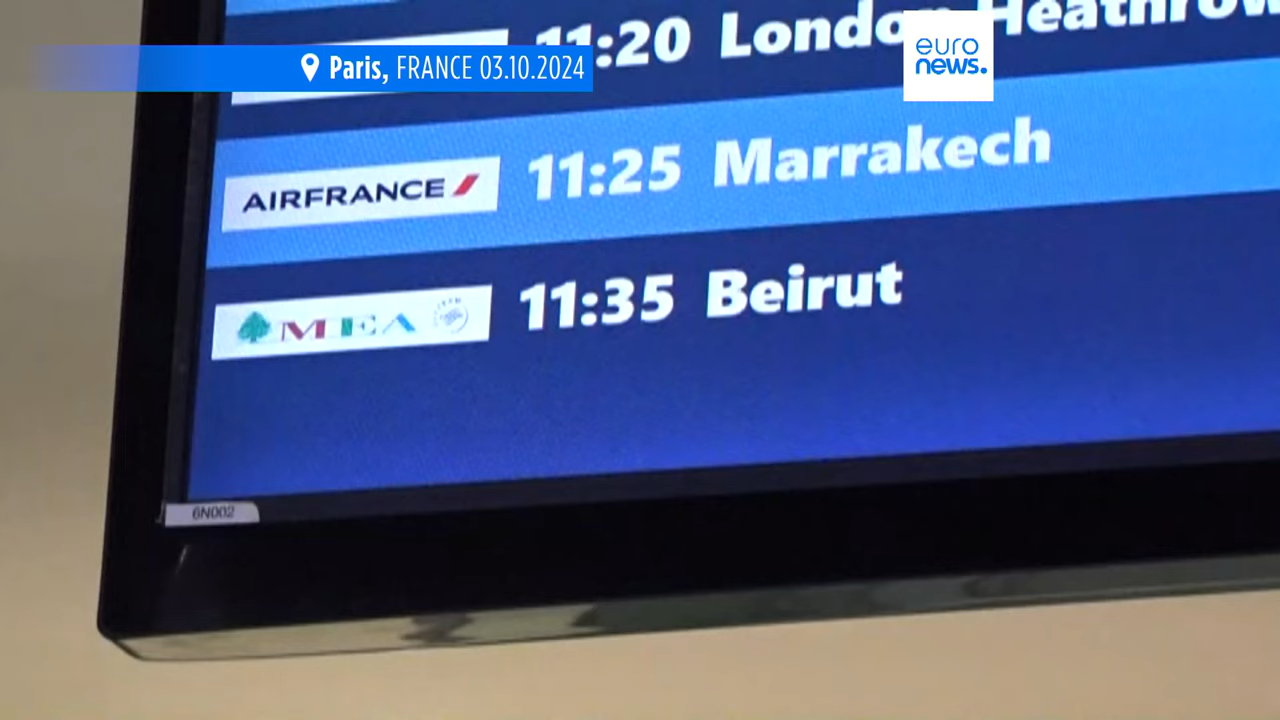 11:20 London Heathrow
euro
news.
Paris, FRANCE 03.10.2024
AIRFRANCE 11:25 Marrakech
MEA 11:35 Beirut
6N002